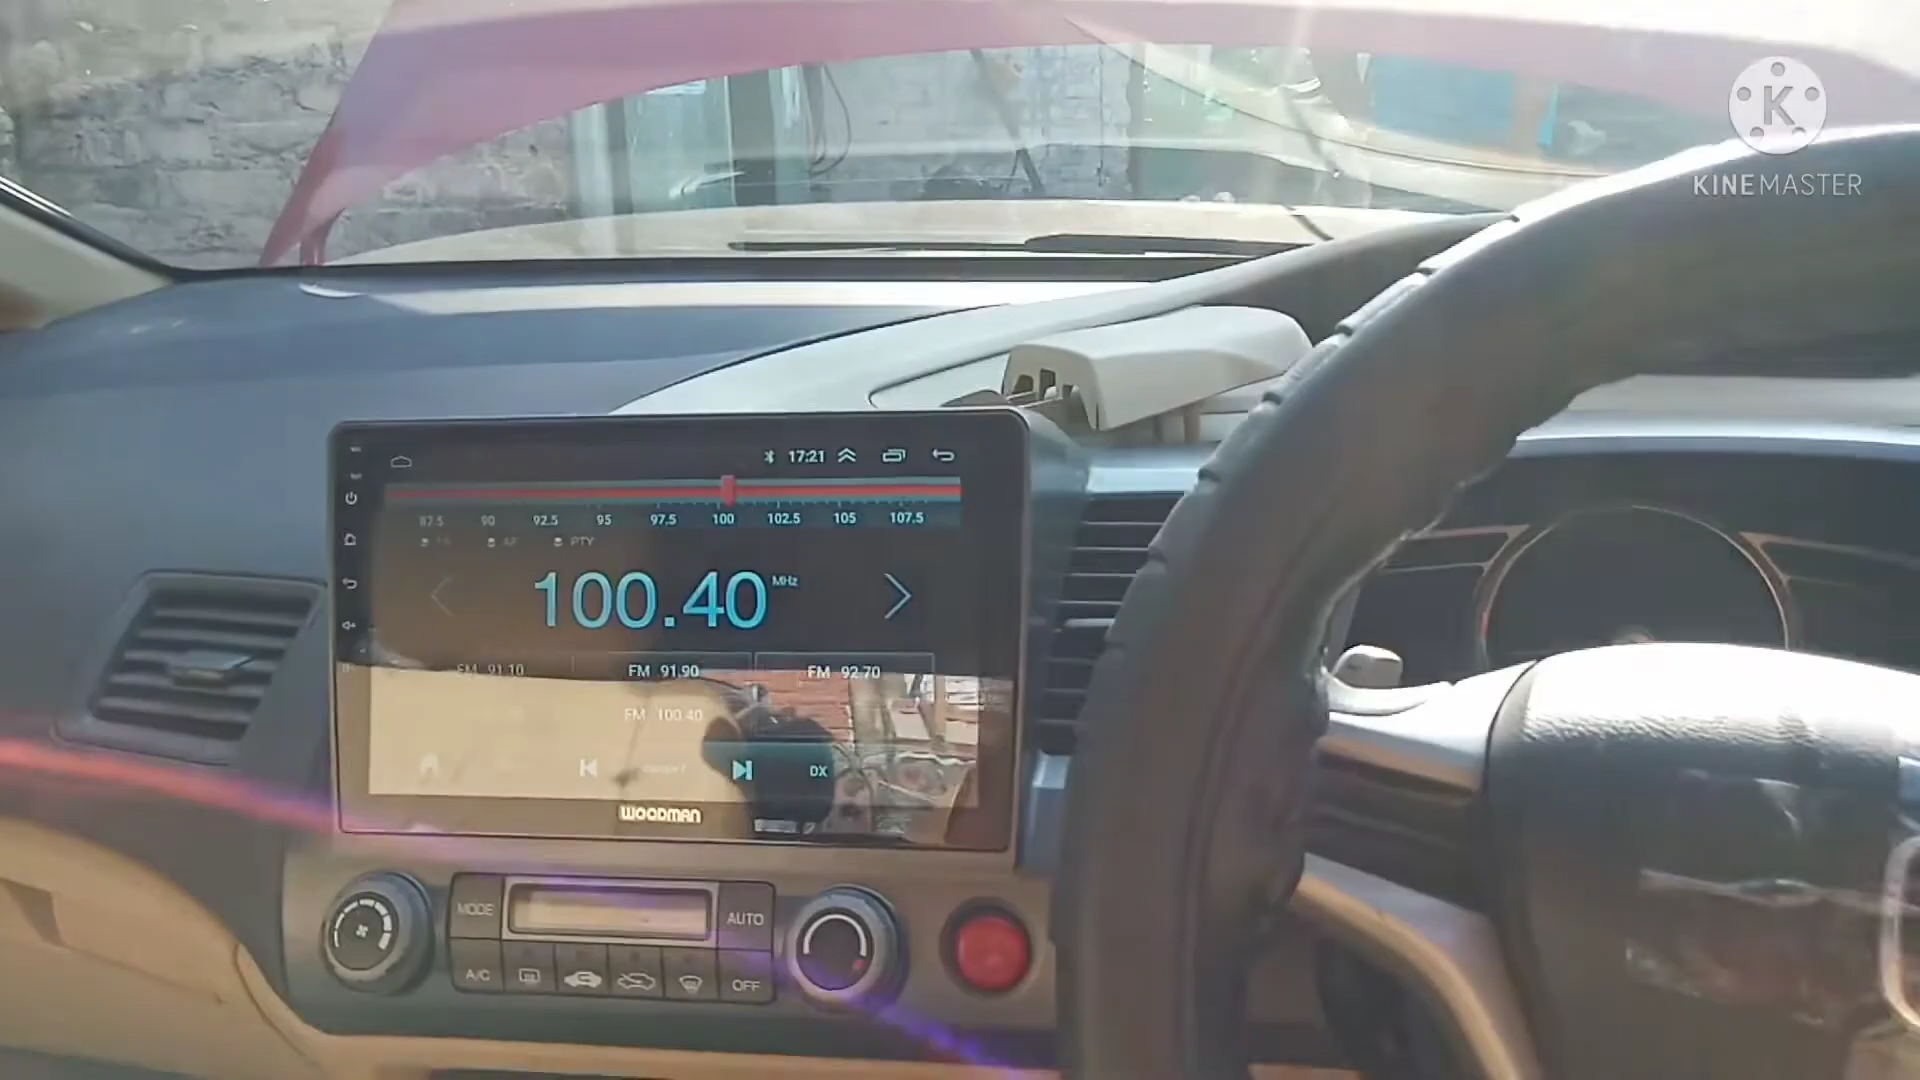 K
KINEMASTER
17:21
87.5 90 92.5 95 97.5 100 102.5 105 107.5
AF PTY
100.40 MHz
FM 91.10 FM 91.90 FM 92.70
FM 100.40
DX
WOODMAN
MODE AUTO
A/C OFF